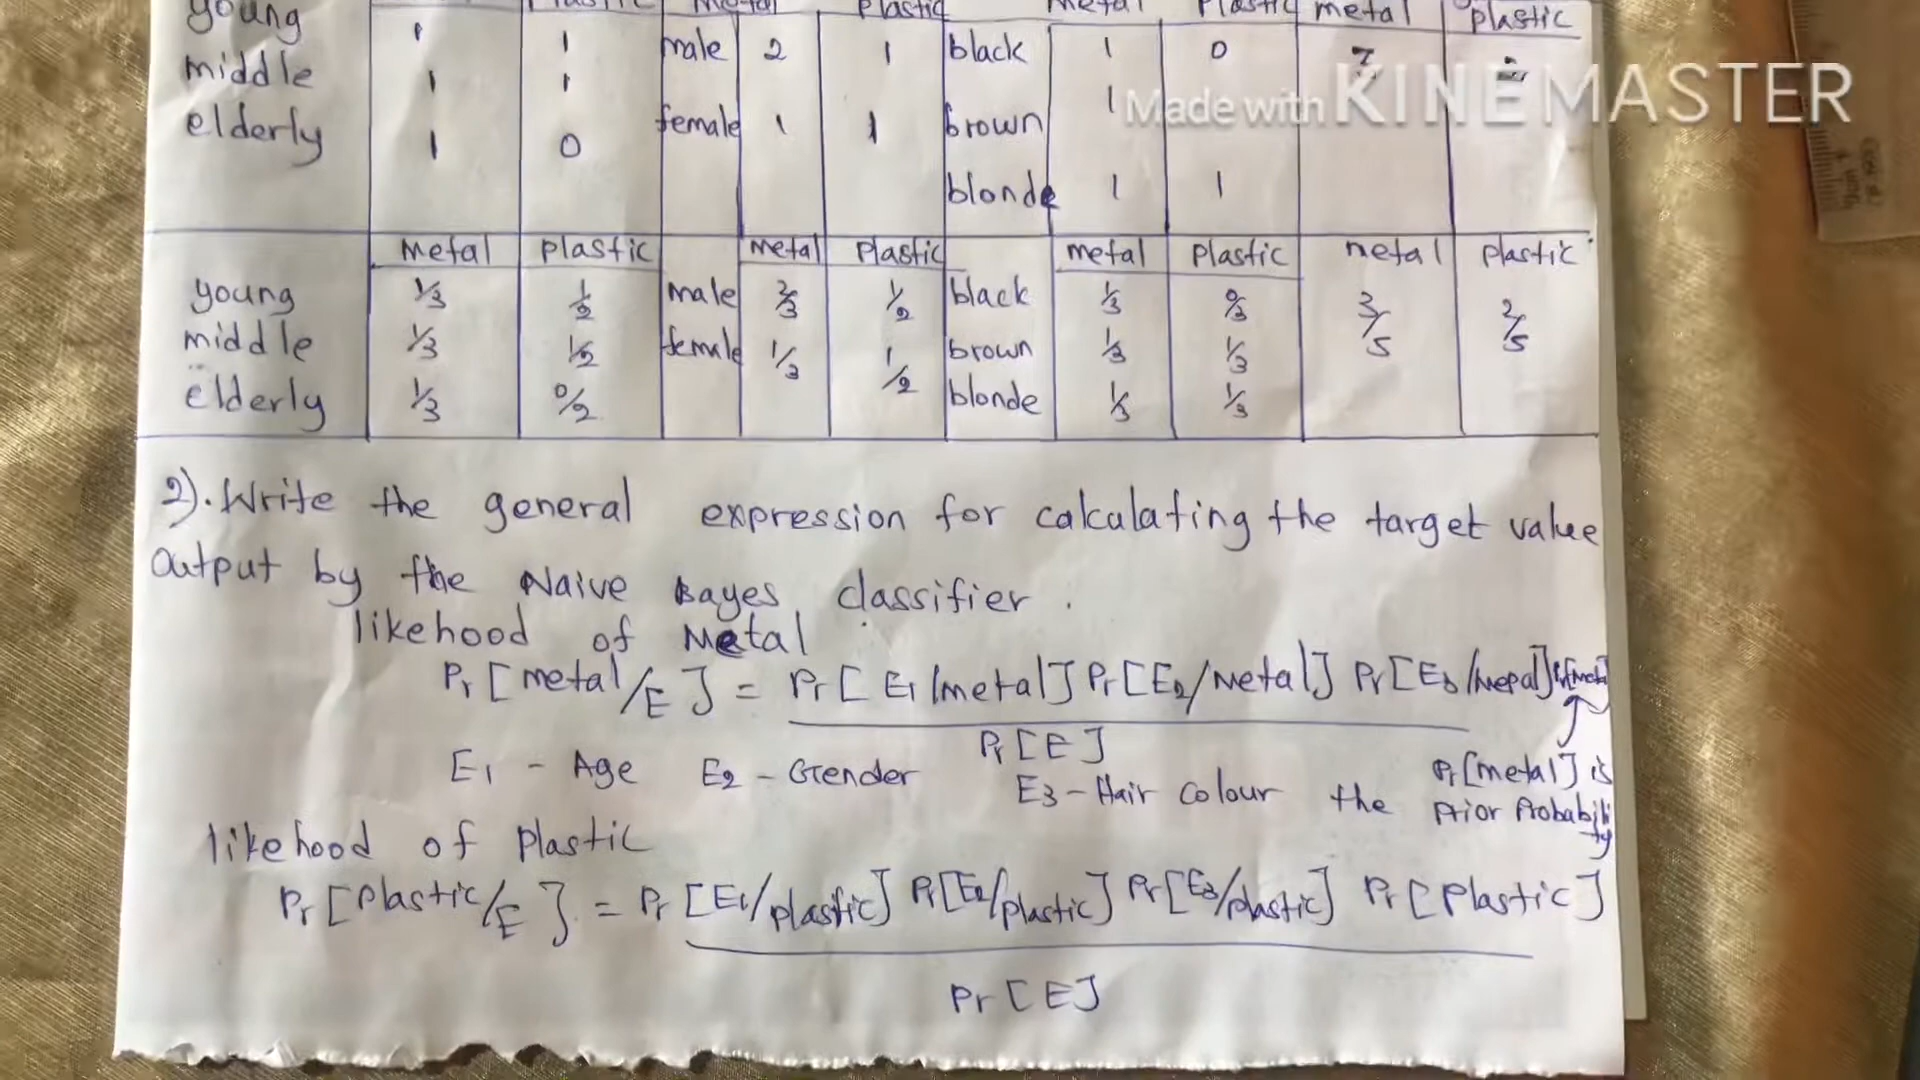 young
metal plastic
middle
elderly
1 1 male 2 1 black 1 0
1 1
female 1 1 brown 1
1 0
blonde 1 1
Made with KINEMASTER
metal plastic metal plastic metal plastic metal plastic
young 1/3 1/2 male 2/3 1/2 black 1/3 0/3 3/5 2/5
middle 1/3 1/2 female 1/3 1/2 brown 1/3 1/3
elderly 1/3 0/2 blonde 1/3 1/3
2). Write the general expression for calculating the target value
output by the Naive Bayes classifier.
likehood of Metal
Pr [metal/E] = Pr[E1/metal] Pr[E2/Metal] Pr[E3/mepal]
Pr[E]
E1 - Age E2 - Gender E3 - Hair colour the Pr[metal] is Prior Probability
likehood of plastic
Pr [Plastic/E] = Pr [E1/plastic] Pr[E2/plastic] Pr[E3/plastic] Pr[Plastic]
Pr[E]